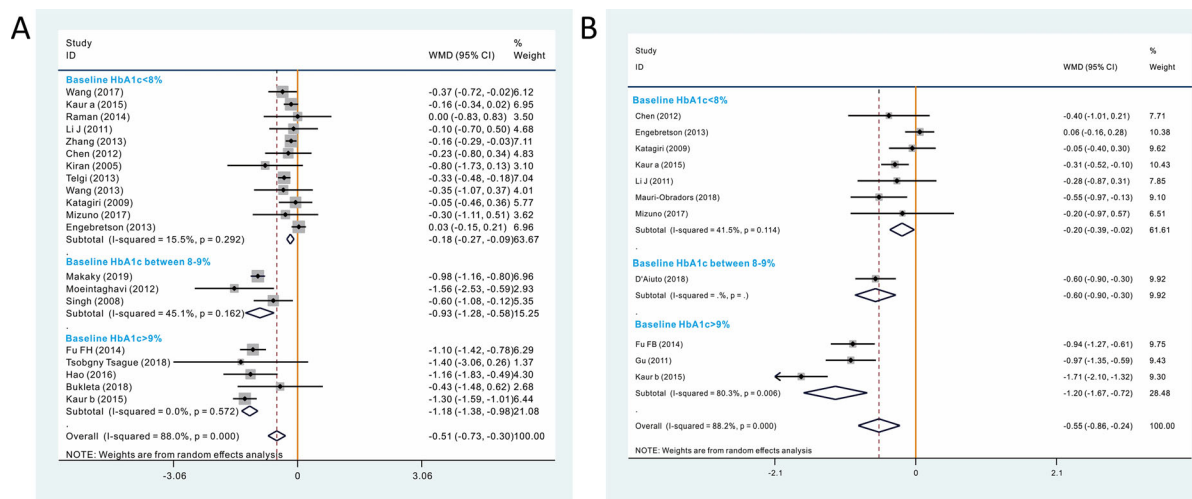 A
Study
ID
WMD (95% CI)
%
Weight
Baseline HbA1c<8%
Wang (2017) -0.37 (-0.72, -0.02)6.12
Kaur a (2015) -0.16 (-0.34, 0.02) 6.95
Raman (2014) 0.00 (-0.83, 0.83) 3.50
Li J (2011) -0.10 (-0.70, 0.50) 4.68
Zhang (2013) -0.16 (-0.29, -0.03)7.11
Chen (2012) -0.23 (-0.80, 0.34) 4.83
Kiran (2005) -0.80 (-1.73, 0.13) 3.10
Telgi (2013) -0.33 (-0.48, -0.18)7.04
Wang (2013) -0.35 (-1.07, 0.37) 4.01
Katagiri (2009) -0.05 (-0.46, 0.36) 5.77
Mizuno (2017) -0.30 (-1.11, 0.51) 3.62
Engebretson (2013) 0.03 (-0.15, 0.21) 6.96
Subtotal (I-squared = 15.5%, p = 0.292) -0.18 (-0.27, -0.09)63.67
.
Baseline HbA1c between 8-9%
Makaky (2019) -0.98 (-1.16, -0.80)6.96
Moeintaghavi (2012) -1.56 (-2.53, -0.59)2.93
Singh (2008) -0.60 (-1.08, -0.12)5.35
Subtotal (I-squared = 45.1%, p = 0.162) -0.93 (-1.28, -0.58)15.25
.
Baseline HbA1c>9%
Fu FH (2014) -1.10 (-1.42, -0.78)6.29
Tsobgny Tsague (2018) -1.40 (-3.06, 0.26) 1.37
Hao (2016) -1.16 (-1.83, -0.49)4.30
Bukleta (2018) -0.43 (-1.48, 0.62) 2.68
Kaur b (2015) -1.30 (-1.59, -1.01)6.44
Subtotal (I-squared = 0.0%, p = 0.572) -1.18 (-1.38, -0.98)21.08
.
Overall (I-squared = 88.0%, p = 0.000) -0.51 (-0.73, -0.30)100.00
NOTE: Weights are from random effects analysis
-3.06 0 3.06
B
Study %
ID WMD (95% CI) Weight
Baseline HbA1c<8%
Chen (2012) -0.40 (-1.01, 0.21) 7.71
Engebretson (2013) 0.06 (-0.16, 0.28) 10.38
Katagiri (2009) -0.05 (-0.40, 0.30) 9.62
Kaur a (2015) -0.31 (-0.52, -0.10) 10.43
Li J (2011) -0.28 (-0.87, 0.31) 7.85
Mauri-Obradors (2018) -0.55 (-0.97, -0.13) 9.10
Mizuno (2017) -0.20 (-0.97, 0.57) 6.51
Subtotal (I-squared = 41.5%, p = 0.114) -0.20 (-0.39, -0.02) 61.61
.
Baseline HbA1c between 8-9%
D'Aiuto (2018) -0.60 (-0.90, -0.30) 9.92
Subtotal (I-squared = .%, p = .) -0.60 (-0.90, -0.30) 9.92
.
Baseline HbA1c>9%
Fu FB (2014) -0.94 (-1.27, -0.61) 9.75
Gu (2011) -0.97 (-1.35, -0.59) 9.43
Kaur b (2015) -1.71 (-2.10, -1.32) 9.30
Subtotal (I-squared = 80.3%, p = 0.006) -1.20 (-1.67, -0.72) 28.48
.
Overall (I-squared = 88.2%, p = 0.000) -0.55 (-0.86, -0.24) 100.00
NOTE: Weights are from random effects analysis
-2.1 0 2.1